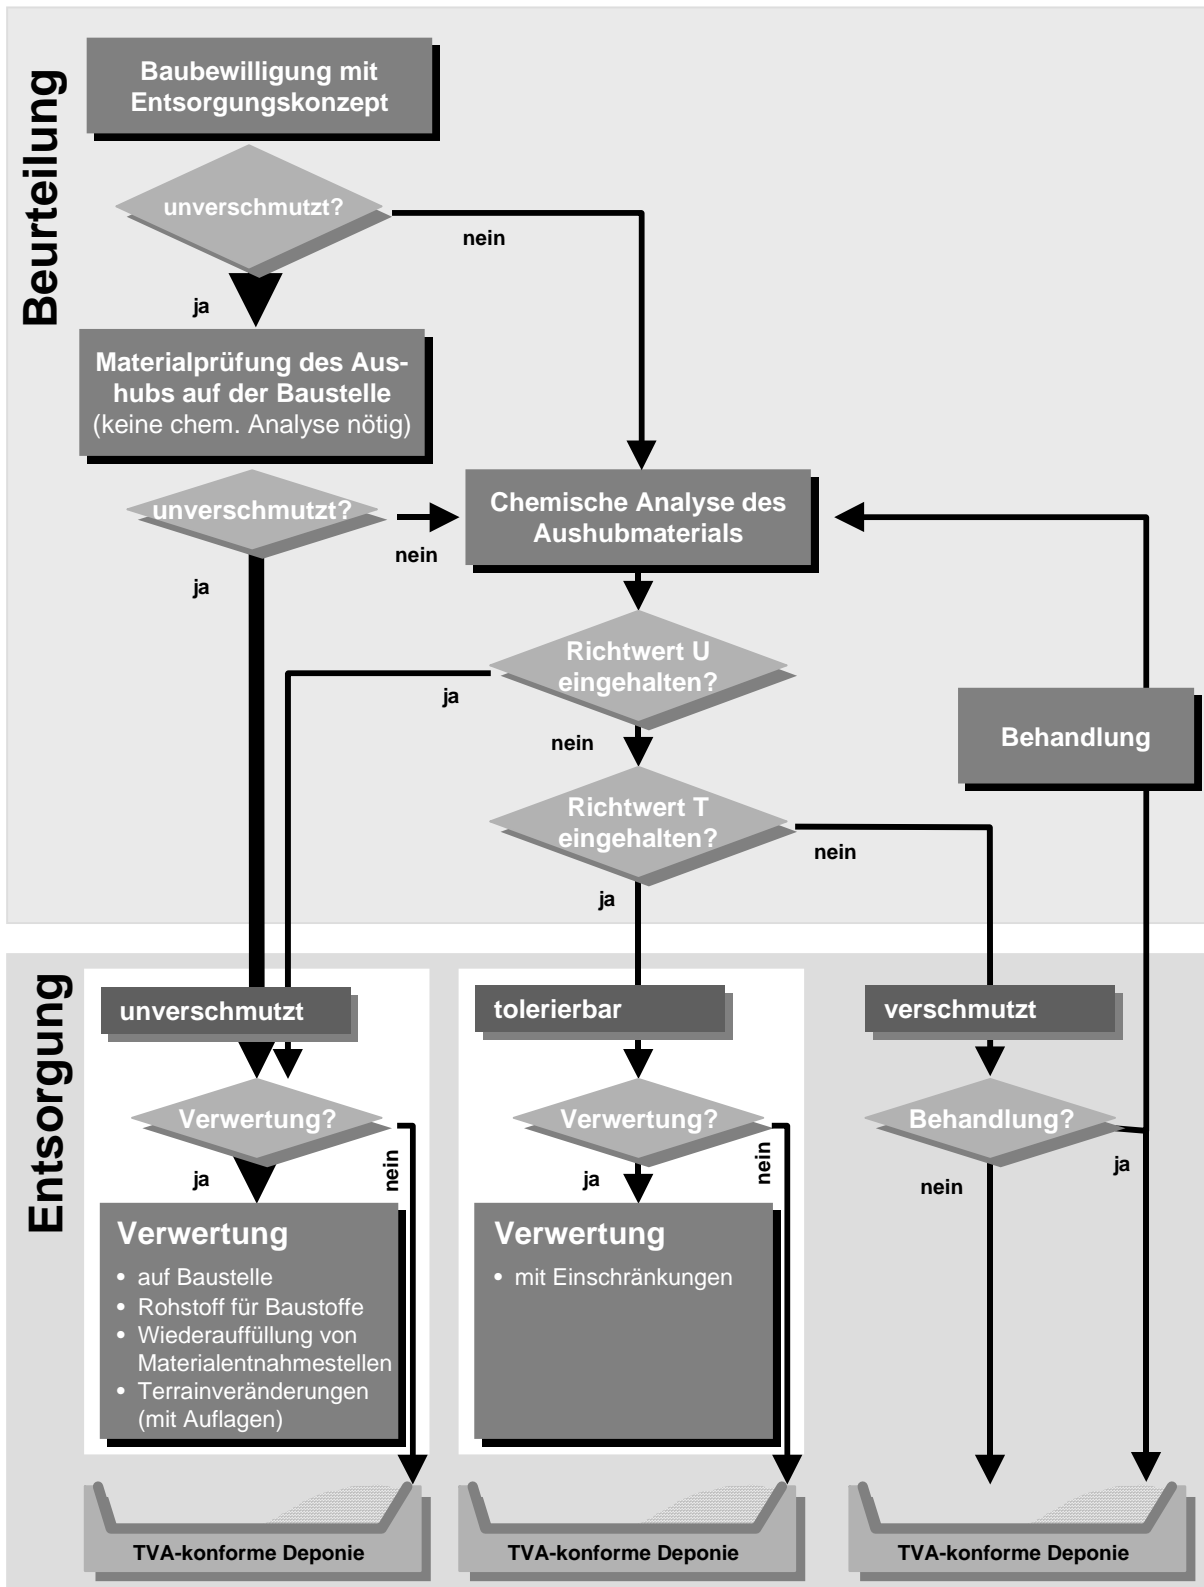 Beurteilung
Baubewilligung mit
Entsorgungskonzept
unverschmutzt?
nein
ja
Materialprüfung des Aus-
hubs auf der Baustelle
(keine chem. Analyse nötig)
unverschmutzt?
nein
ja
Chemische Analyse des
Aushubmaterials
Richtwert U
eingehalten?
ja
nein
Behandlung
Richtwert T
eingehalten?
nein
ja
Entsorgung
unverschmutzt
Verwertung?
nein
ja
Verwertung
• auf Baustelle
• Rohstoff für Baustoffe
• Wiederauffüllung von
Materialentnahmestellen
• Terrainveränderungen
(mit Auflagen)
TVA-konforme Deponie
tolerierbar
Verwertung?
nein
ja
Verwertung
• mit Einschränkungen
TVA-konforme Deponie
verschmutzt
Behandlung?
ja
nein
TVA-konforme Deponie